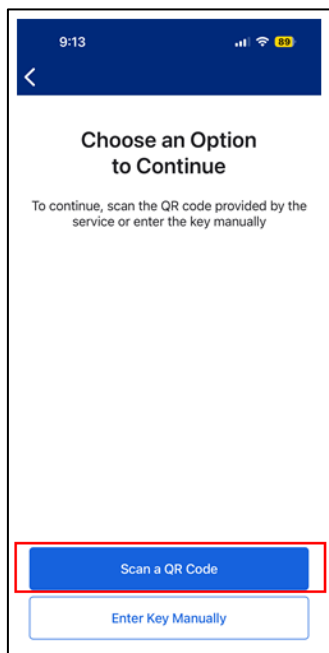 9:13
89
Choose an Option
to Continue
To continue, scan the QR code provided by the
service or enter the key manually
Scan a QR Code
Enter Key Manually